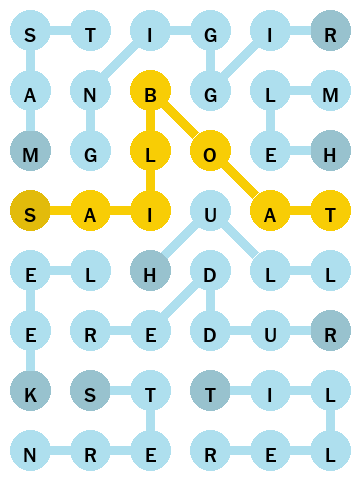 S T I G I R
A N B G L M
M G L O E H
S A I U A T
E L H D L L
E R E D U R
K S T T I L
N R E R E L